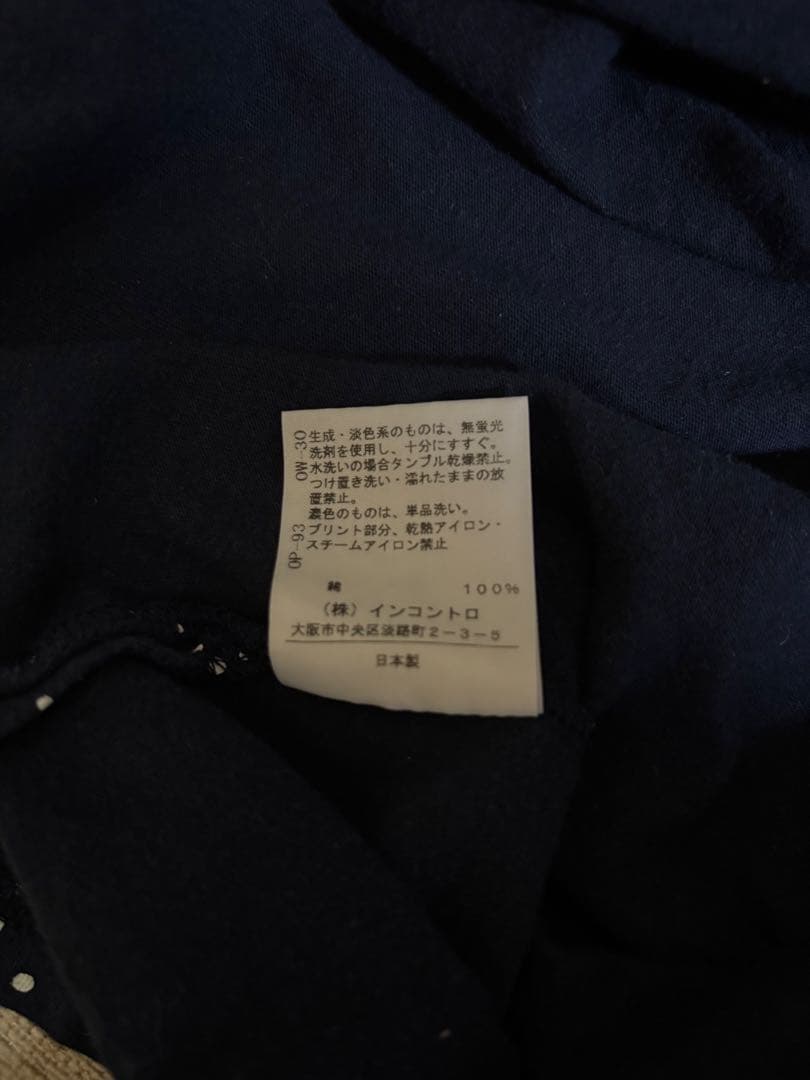 OW-30
生成・淡色系のものは、無蛍光
洗剤を使用し、十分にすすぐ。
水洗いの場合タンブル乾燥禁止。
つけ置き洗い・濡れたままの放
置禁止。
濃色のものは、単品洗い。
OP-93
プリント部分、乾熱アイロン・
スチームアイロン禁止
綿 100%
（株）インコントロ
大阪市中央区淡路町2-3-5
日本製